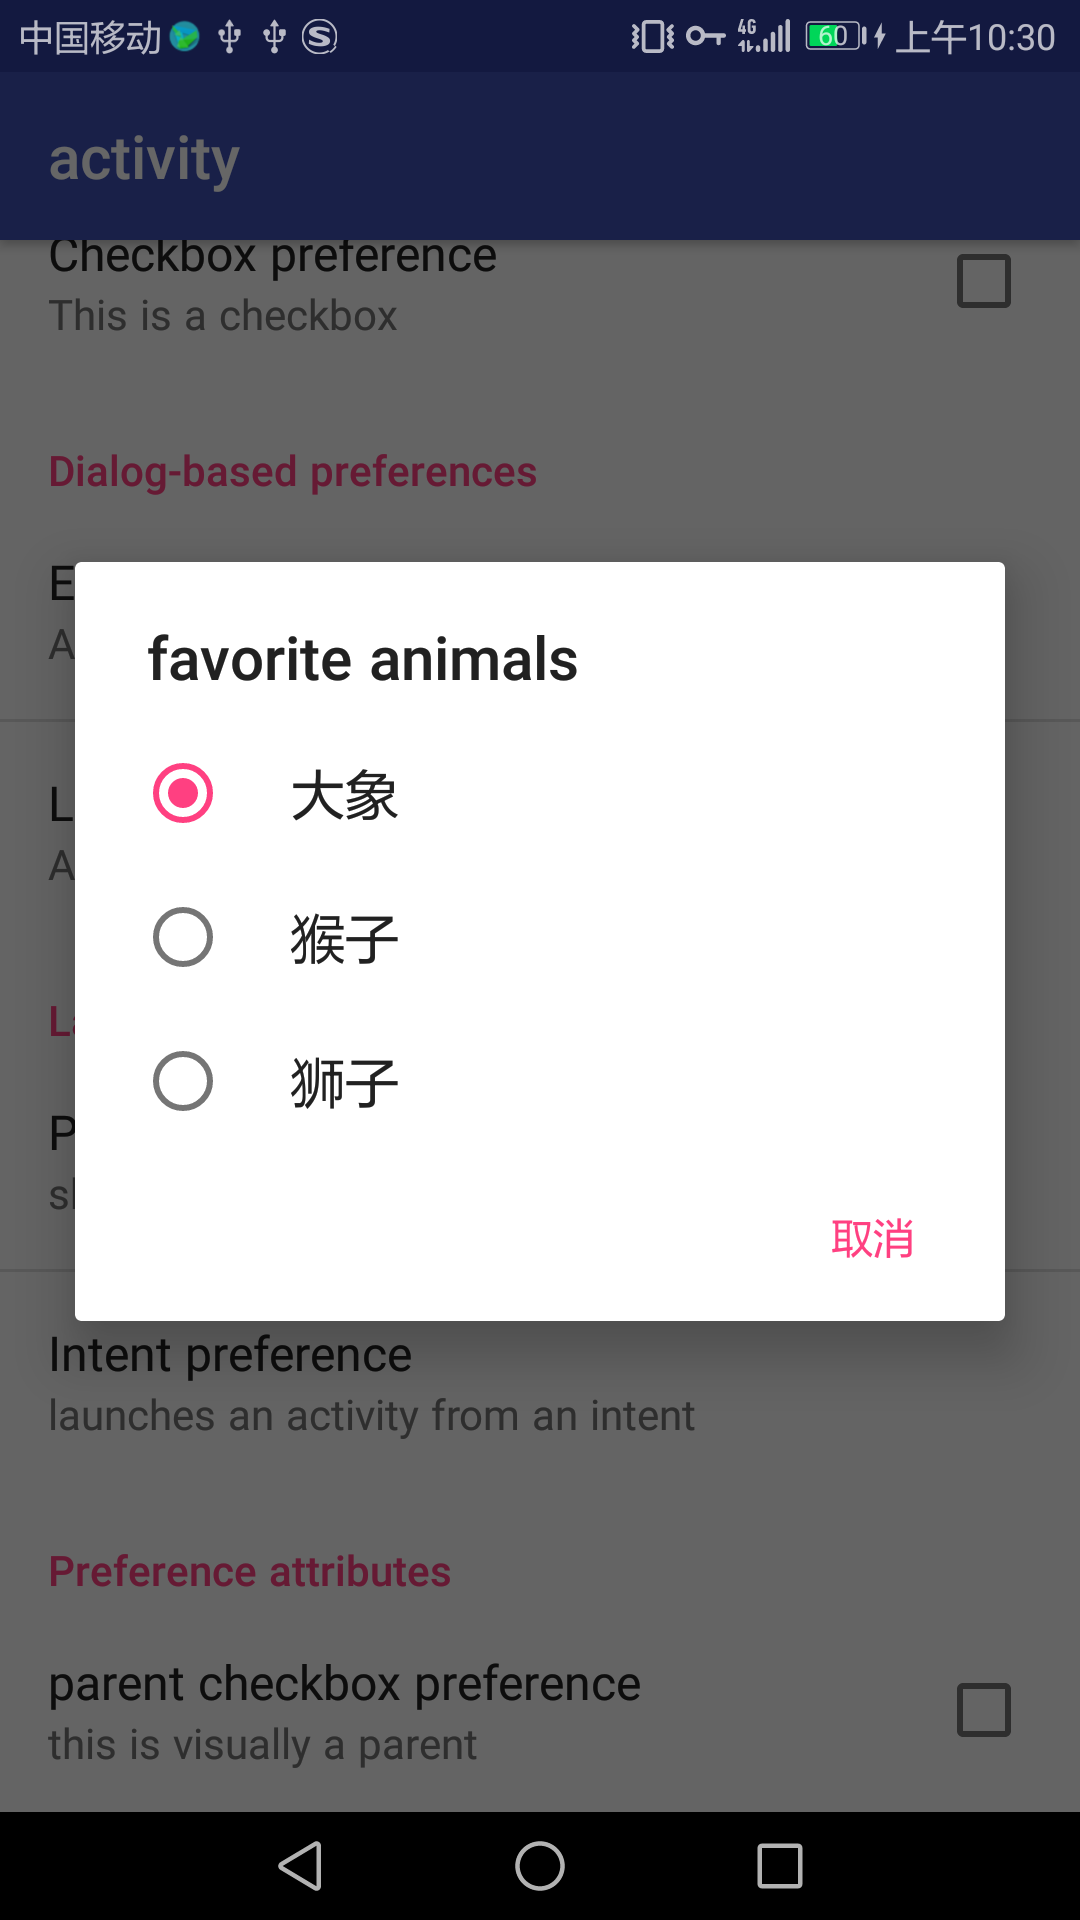 中国移动 4G 60 上午10:30
activity
Checkbox preference
This is a checkbox
Dialog-based preferences
E
A
favorite animals
大象
L
A
猴子
狮子
P
取消
Intent preference
launches an activity from an intent
Preference attributes
parent checkbox preference
this is visually a parent